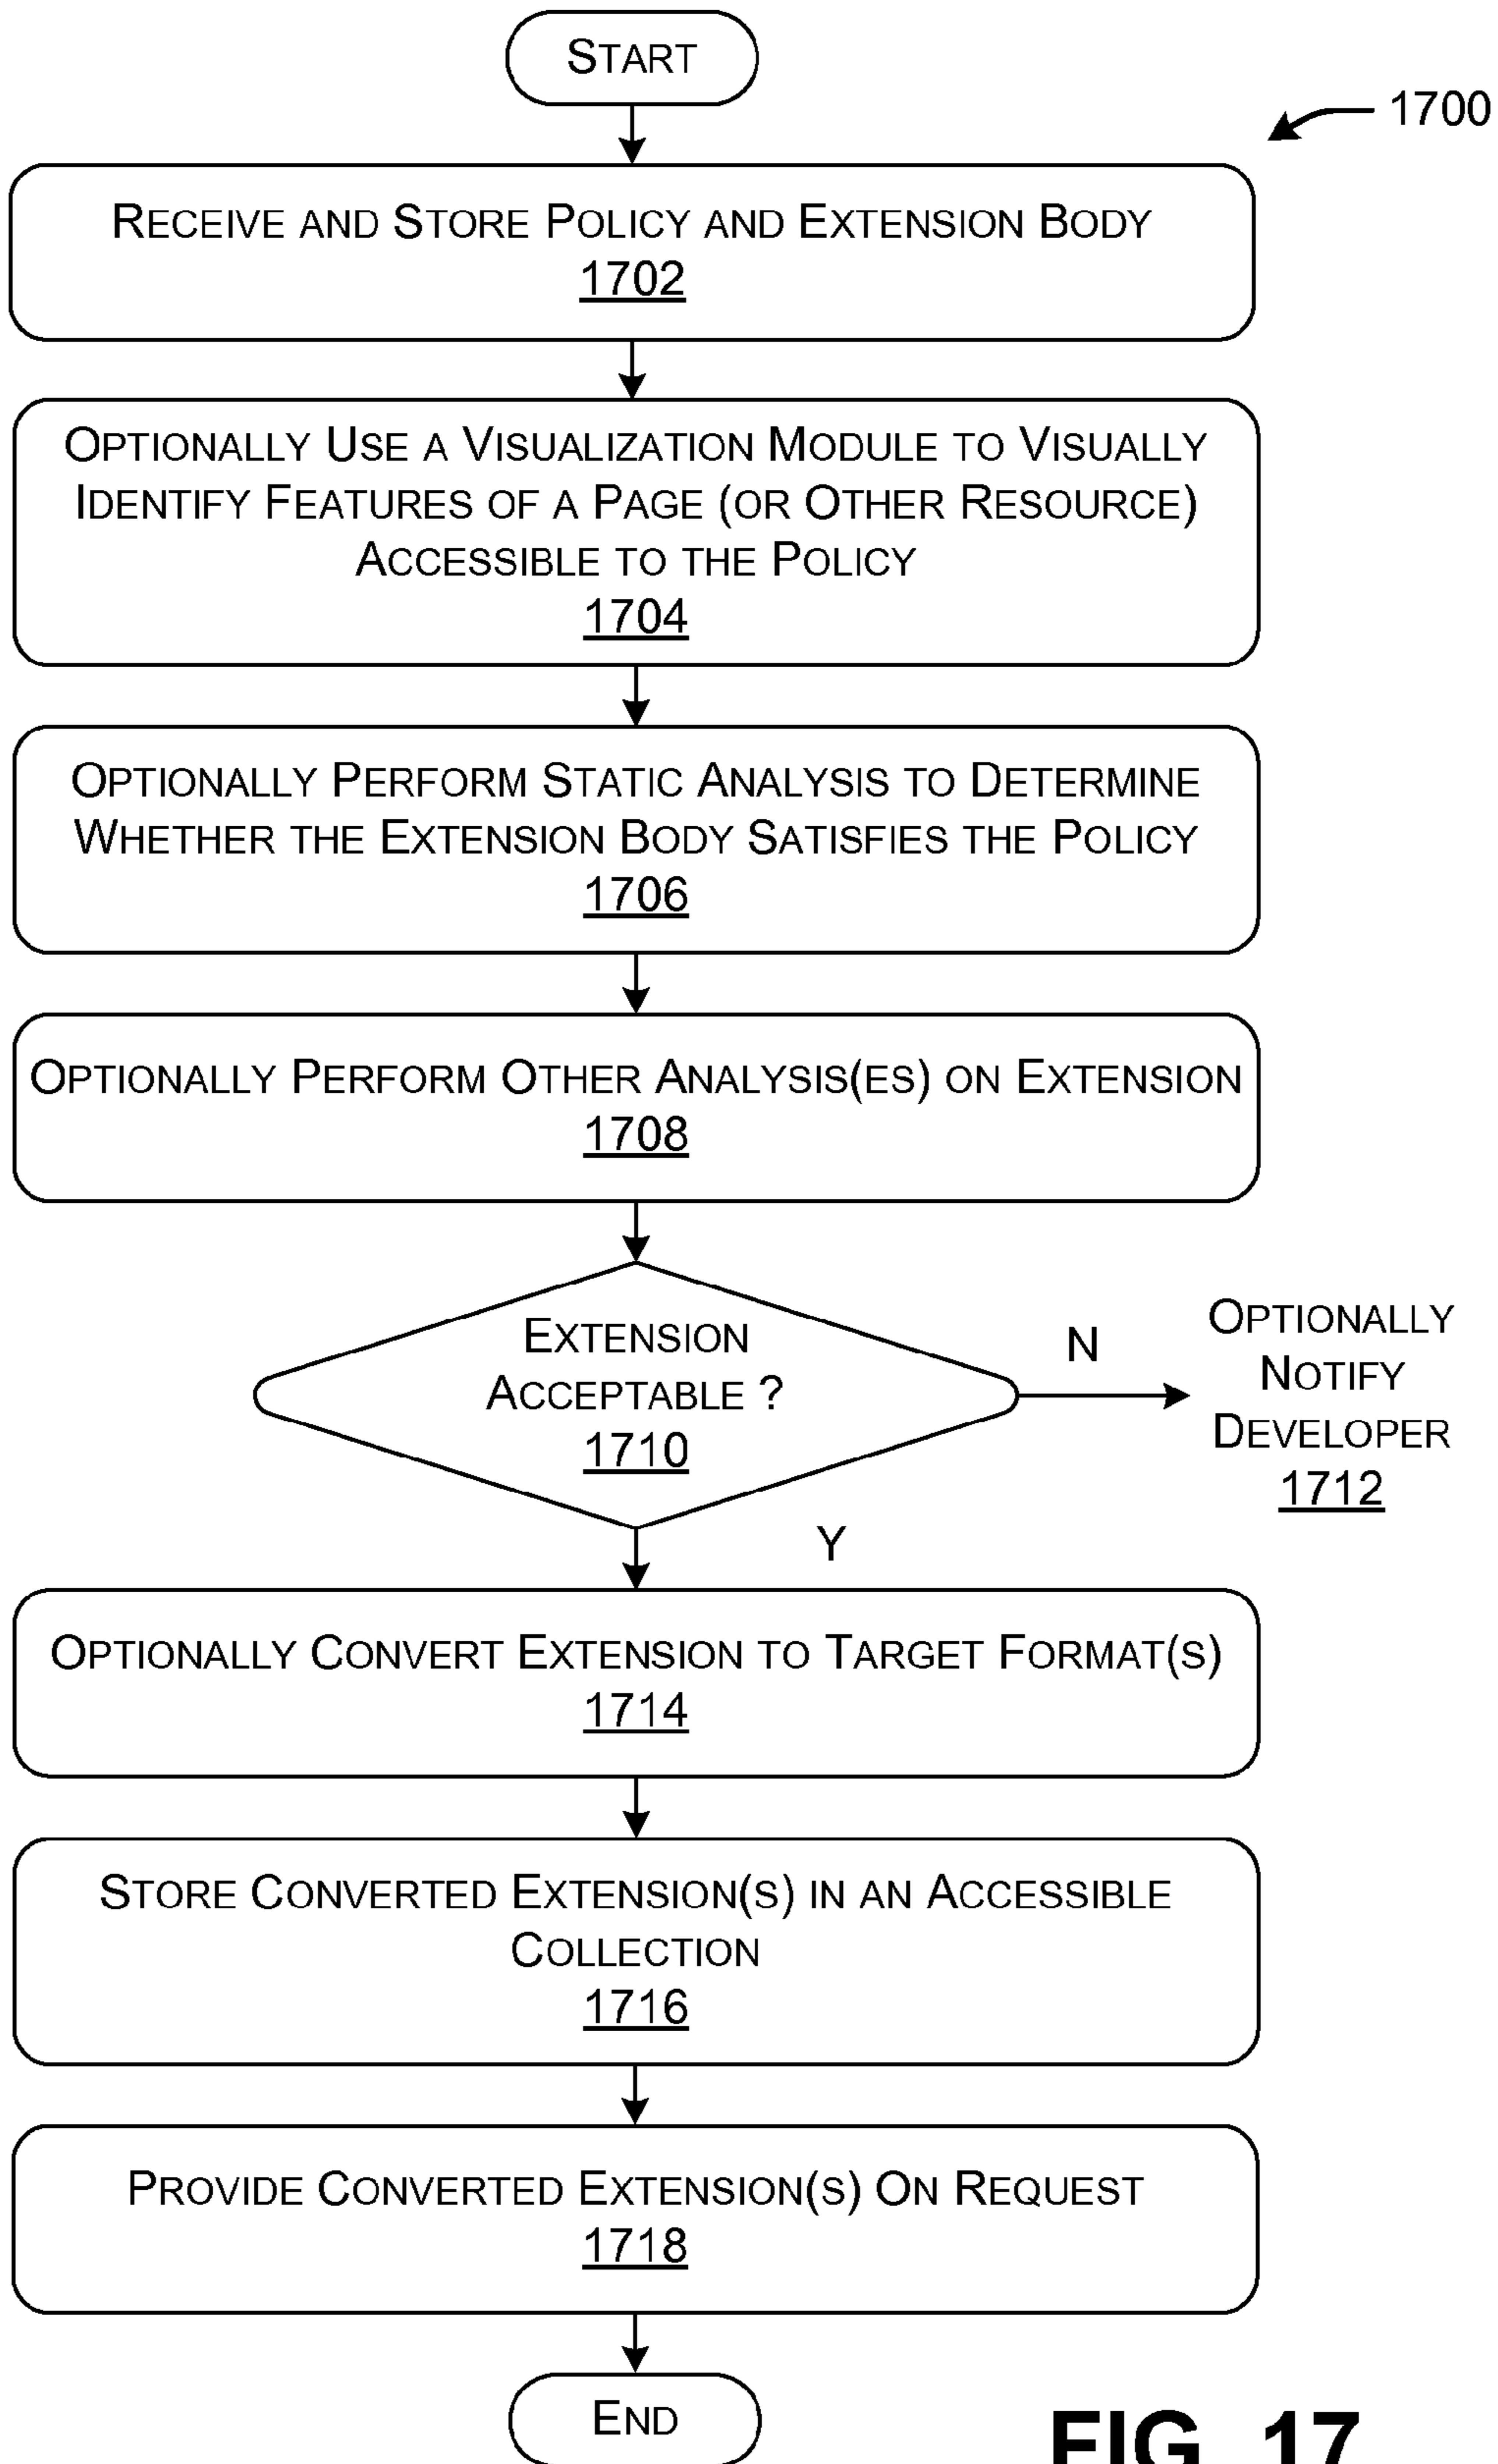 START
1700
RECEIVE AND STORE POLICY AND EXTENSION BODY
1702
OPTIONALLY USE A VISUALIZATION MODULE TO VISUALLY
IDENTIFY FEATURES OF A PAGE (OR OTHER RESOURCE)
ACCESSIBLE TO THE POLICY
1704
OPTIONALLY PERFORM STATIC ANALYSIS TO DETERMINE
WHETHER THE EXTENSION BODY SATISFIES THE POLICY
1706
OPTIONALLY PERFORM OTHER ANALYSIS(ES) ON EXTENSION
1708
EXTENSION
ACCEPTABLE ?
1710
N
OPTIONALLY
NOTIFY
DEVELOPER
1712
Y
OPTIONALLY CONVERT EXTENSION TO TARGET FORMAT(S)
1714
STORE CONVERTED EXTENSION(S) IN AN ACCESSIBLE
COLLECTION
1716
PROVIDE CONVERTED EXTENSION(S) ON REQUEST
1718
END
FIG. 17